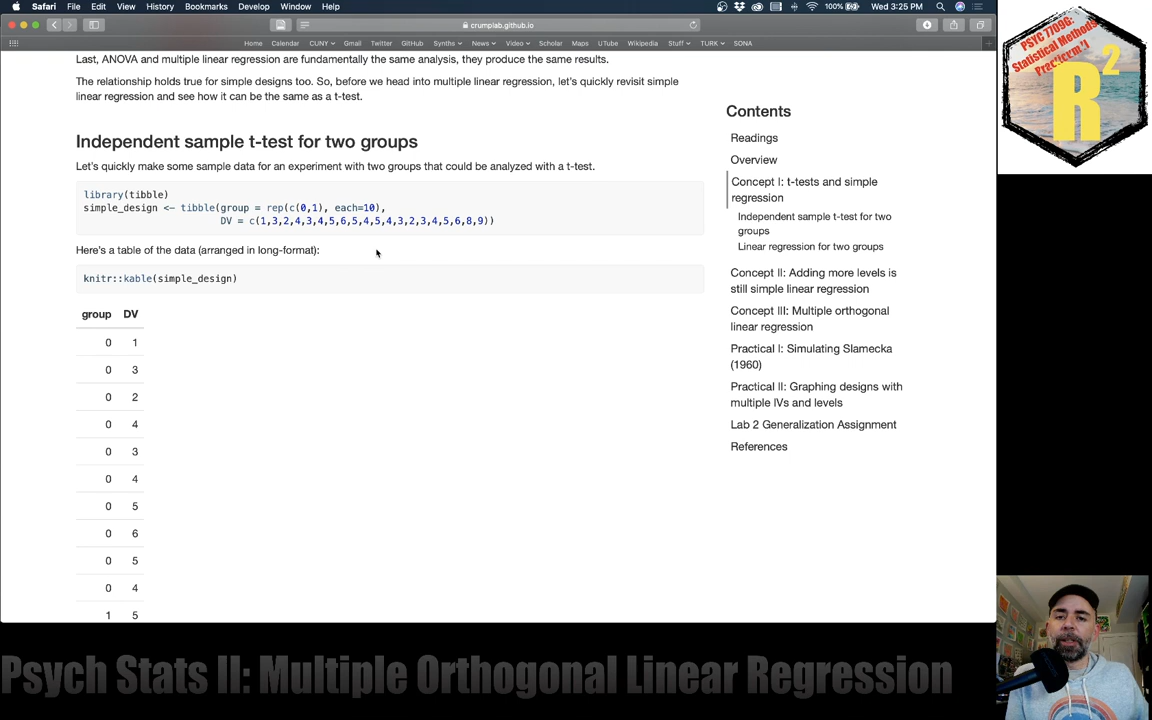 Safari File Edit View History Bookmarks Develop Window Help 100% Wed 3:25 PM
crumplab.github.io
Home Calendar CUNY Gmail Twitter GitHub Synths News Video Scholar Maps UTube Wikipedia Stuff TURK SONA
Last, ANOVA and multiple linear regression are fundamentally the same analysis, they produce the same results.
The relationship holds true for simple designs too. So, before we head into multiple linear regression, let's quickly revisit simple
linear regression and see how it can be the same as a t-test.
Independent sample t-test for two groups
Let's quickly make some sample data for an experiment with two groups that could be analyzed with a t-test.
library(tibble)
simple_design <- tibble(group = rep(c(0,1), each=10),
DV = c(1,3,2,4,3,4,5,6,5,4,5,4,3,2,3,4,5,6,8,9))
Here's a table of the data (arranged in long-format):
knitr::kable(simple_design)
group DV
0 1
0 3
0 2
0 4
0 3
0 4
0 5
0 6
0 5
0 4
1 5
Contents
Readings
Overview
Concept I: t-tests and simple
regression
Independent sample t-test for two
groups
Linear regression for two groups
Concept II: Adding more levels is
still simple linear regression
Concept III: Multiple orthogonal
linear regression
Practical I: Simulating Slamecka
(1960)
Practical II: Graphing designs with
multiple IVs and levels
Lab 2 Generalization Assignment
References
PSYC 7709G:
Statistical Methods
Practicum 1
R2
Psych Stats II: Multiple Orthogonal Linear Regression